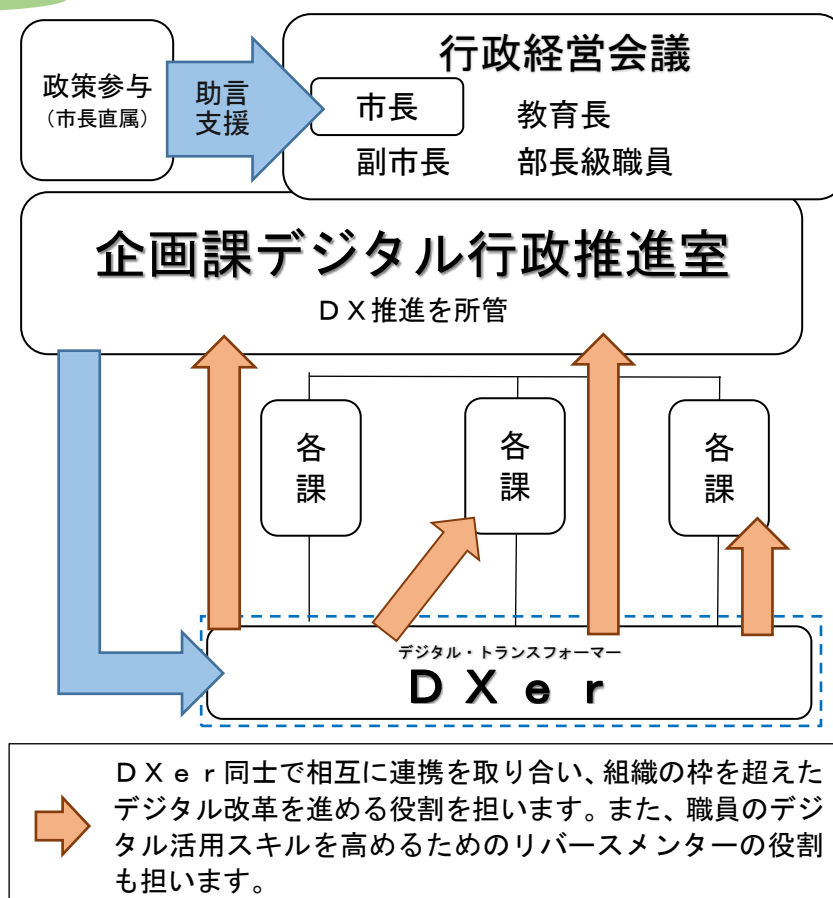 政策参与
（市長直属）
助言
支援
行政経営会議
市長
教育長
副市長
部長級職員
企画課デジタル行政推進室
ＤＸ推進を所管
各
課
各
課
各
課
デジタル・トランスフォーマー
ＤＸｅｒ
ＤＸｅｒ同士で相互に連携を取り合い、組織の枠を超えた
デジタル改革を進める役割を担います。また、職員のデジ
タル活用スキルを高めるためのリバースメンターの役割
も担います。